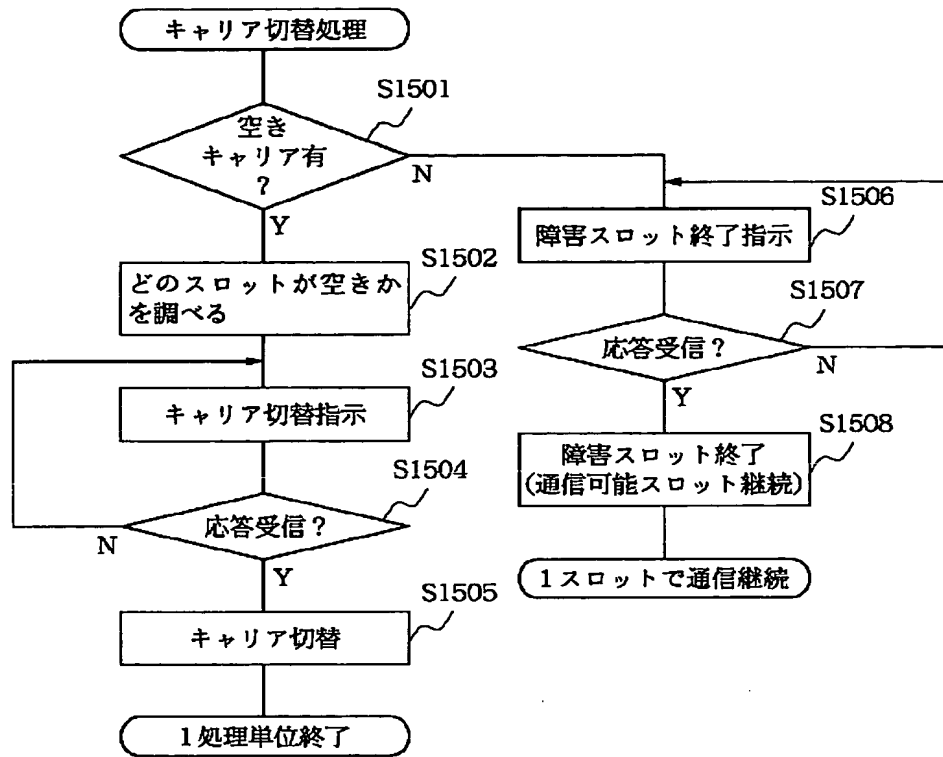 キャリア切替処理
S1501
空き
キャリア有
?
N
Y
S1502
どのスロットが空きか
を調べる
S1503
キャリア切替指示
S1504
応答受信?
N
Y
S1505
キャリア切替
1処理単位終了
S1506
障害スロット終了指示
S1507
応答受信?
N
Y
S1508
障害スロット終了
(通信可能スロット継続)
1スロットで通信継続